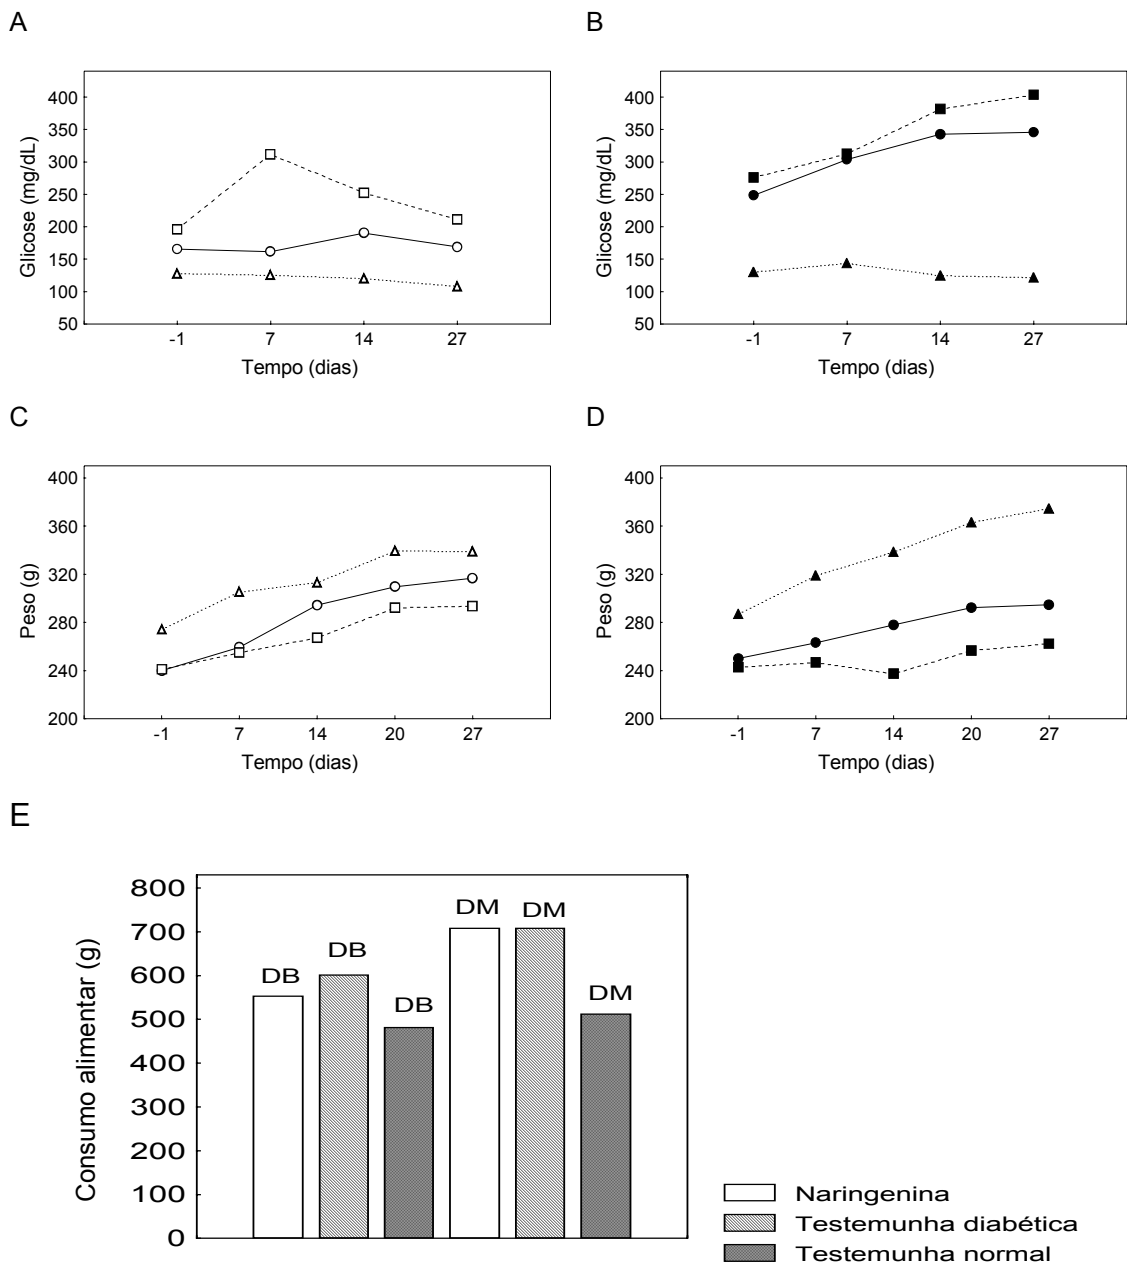 A
Glicose (mg/dL)
400
350
300
250
200
150
100
50
-1 7 14 27
Tempo (dias)
B
Glicose (mg/dL)
400
350
300
250
200
150
100
50
-1 7 14 27
Tempo (dias)
C
Peso (g)
400
360
320
280
240
200
-1 7 14 20 27
Tempo (dias)
D
Peso (g)
400
360
320
280
240
200
-1 7 14 20 27
Tempo (dias)
E
Consumo alimentar (g)
800
700
600
500
400
300
200
100
0
DB
DB
DB
DM
DM
DM
Naringenina
Testemunha diabética
Testemunha normal